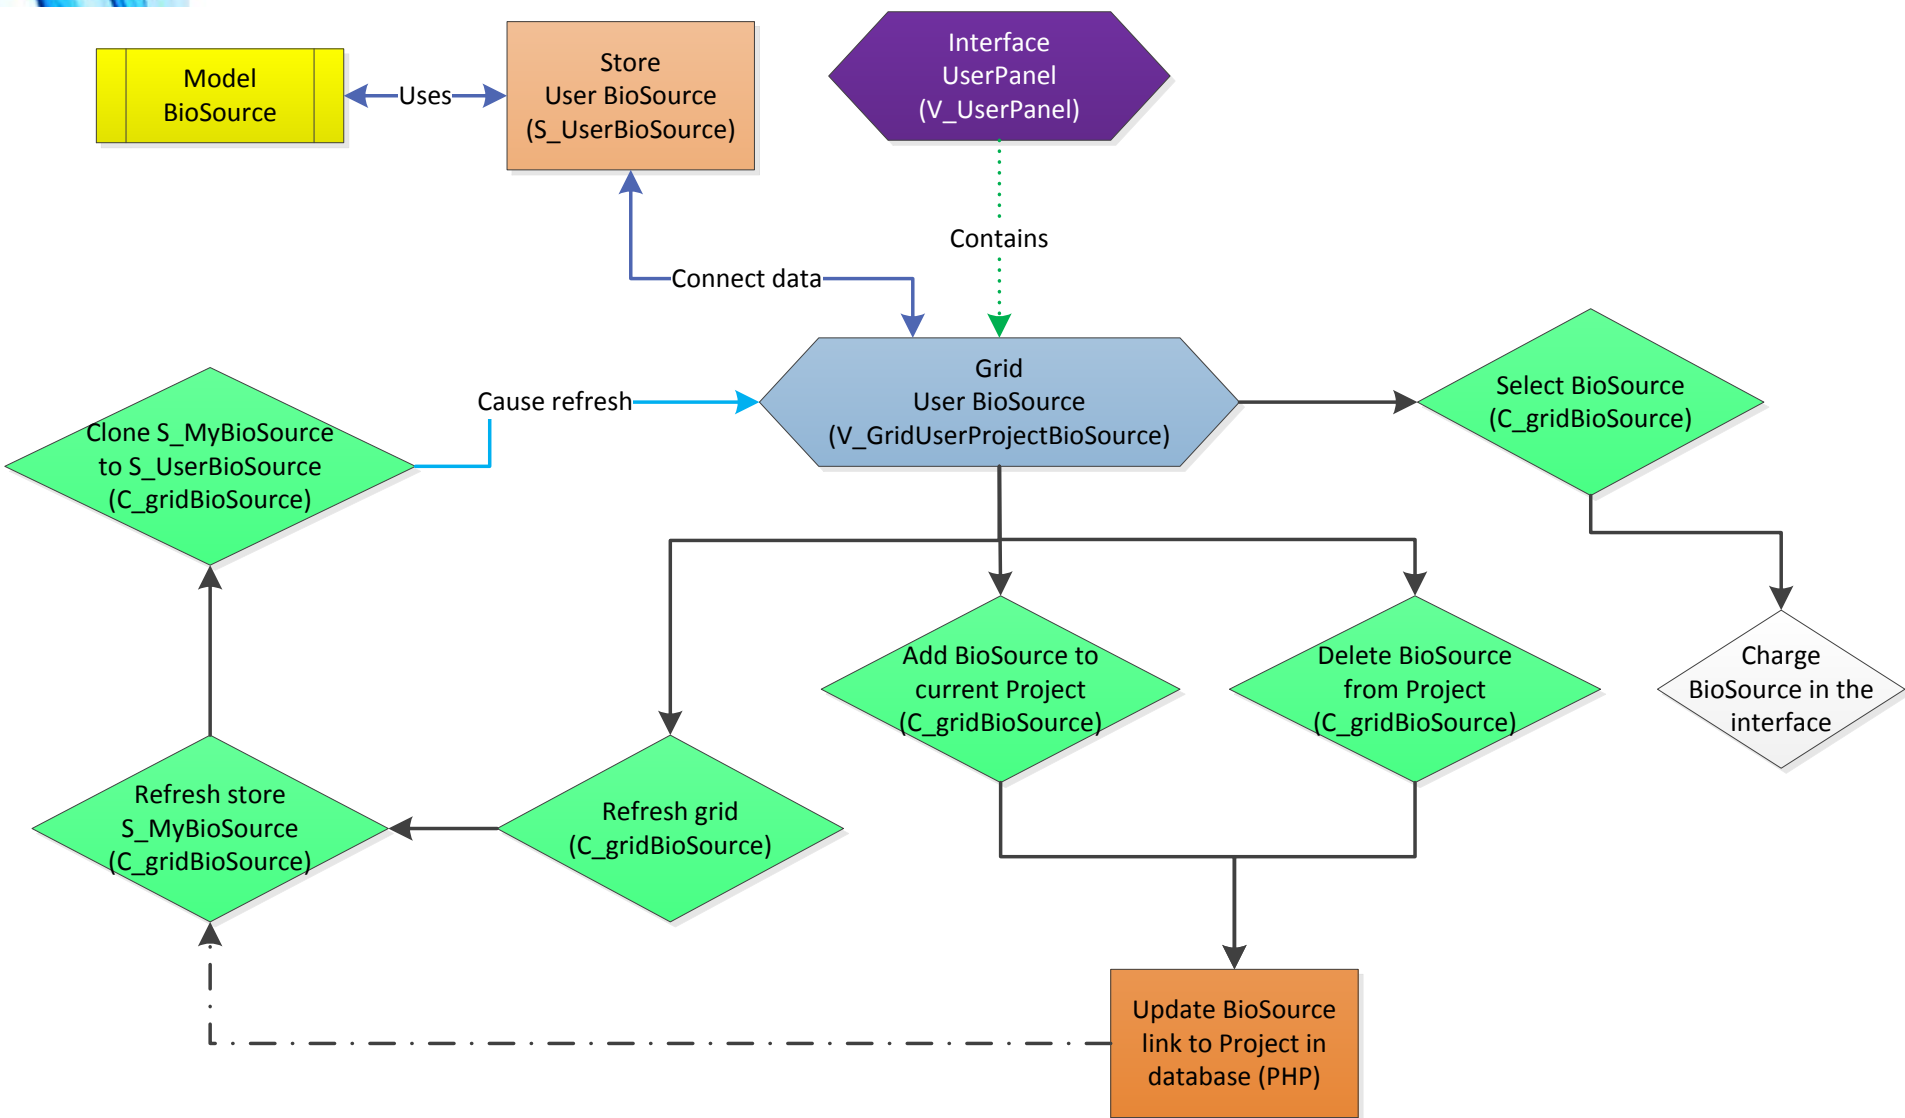 Model
BioSource
Uses
Store
User BioSource
(S_UserBioSource)
Interface
UserPanel
(V_UserPanel)
Contains
Connect data
Cause refresh
Grid
User BioSource
(V_GridUserProjectBioSource)
Select BioSource
(C_gridBioSource)
Clone S_MyBioSource
to S_UserBioSource
(C_gridBioSource)
Add BioSource to
current Project
(C_gridBioSource)
Delete BioSource
from Project
(C_gridBioSource)
Charge
BioSource in the
interface
Refresh store
S_MyBioSource
(C_gridBioSource)
Refresh grid
(C_gridBioSource)
Update BioSource
link to Project in
database (PHP)